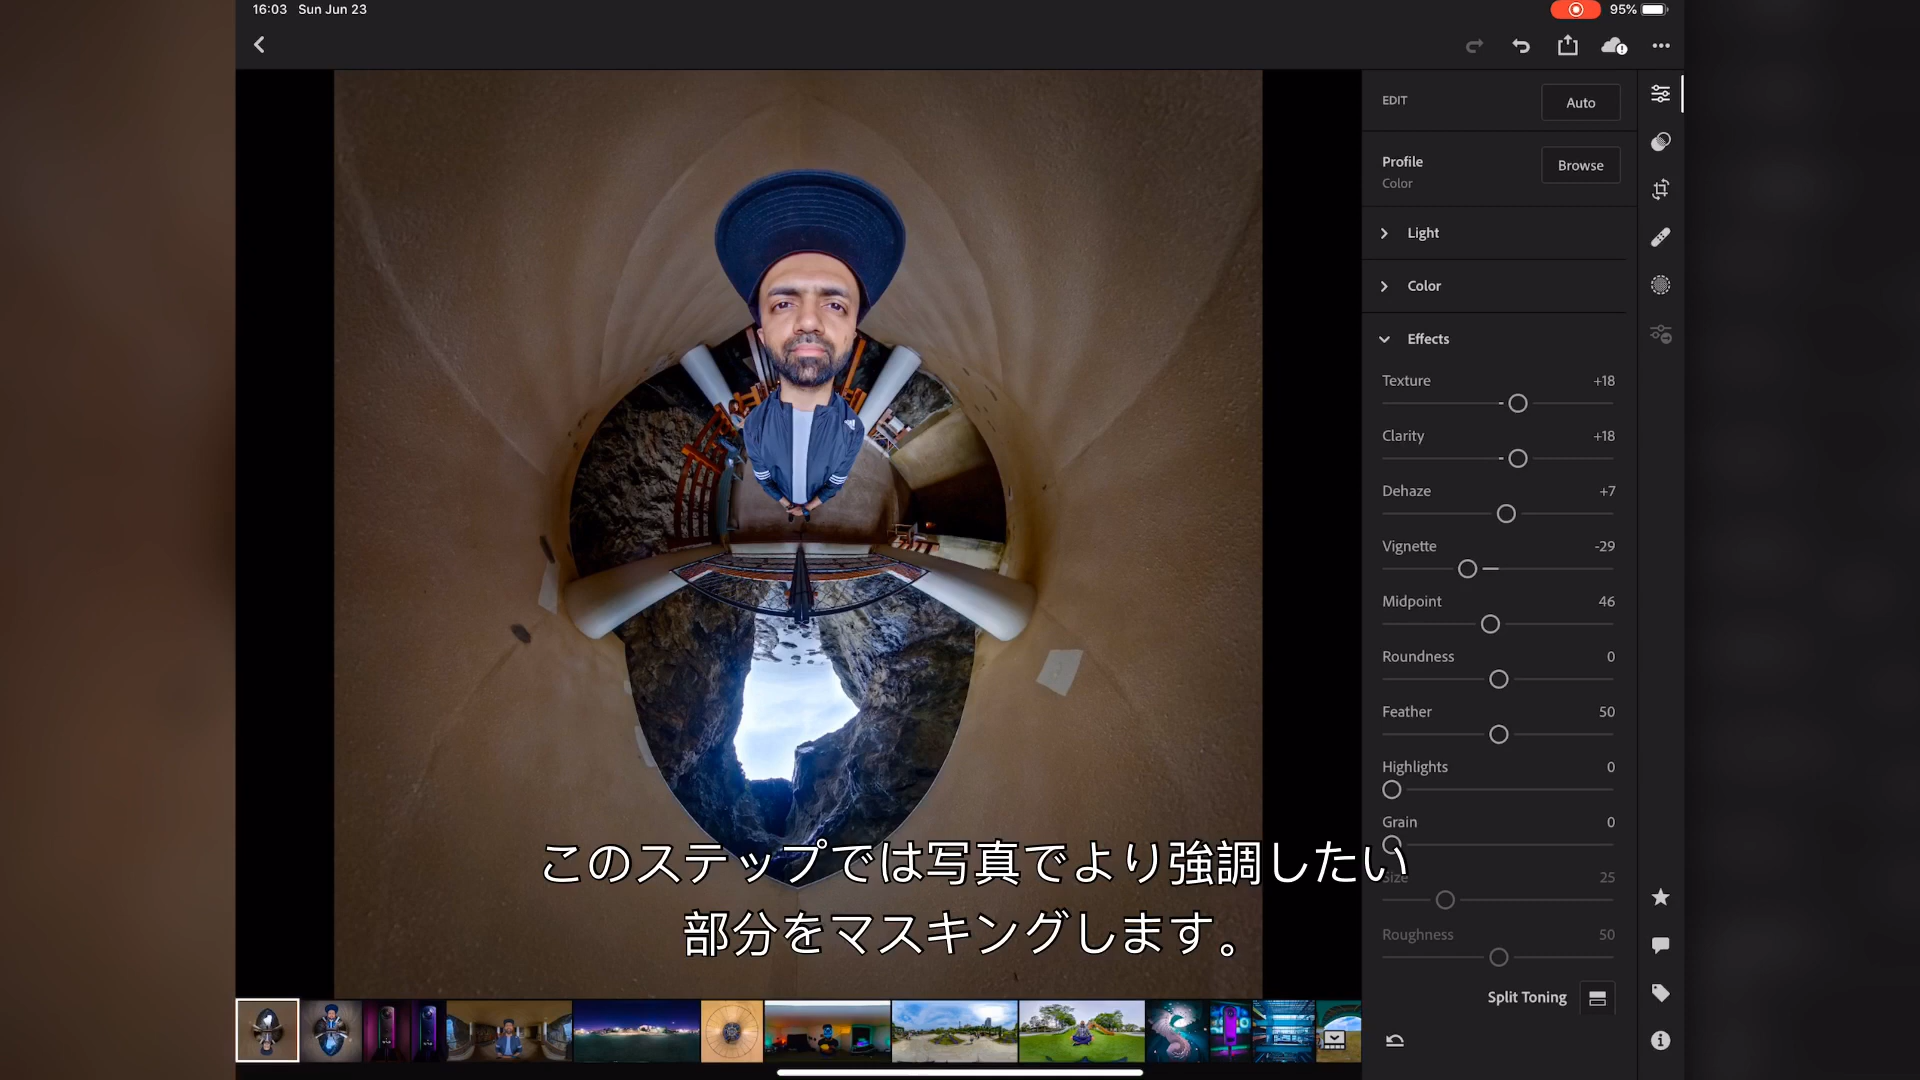 16:03 Sun Jun 23
95%
EDIT
Auto
Profile
Color
Browse
Light
Color
Effects
Texture +18
Clarity +18
Dehaze +7
Vignette -29
Midpoint 46
Roundness 0
Feather 50
Highlights 0
Grain 0
Size 25
Roughness 50
Split Toning
このステップでは写真でより強調したい
部分をマスキングします。